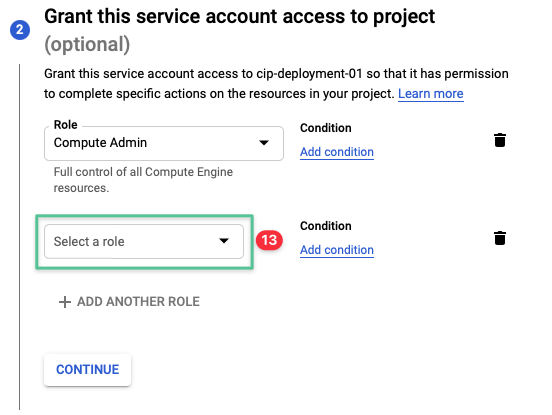 2
Grant this service account access to project
(optional)
Grant this service account access to cip-deployment-01 so that it has permission
to complete specific actions on the resources in your project. Learn more
Role
Compute Admin
Condition
Add condition
Full control of all Compute Engine
resources.
Select a role
13
Condition
Add condition
+ ADD ANOTHER ROLE
CONTINUE